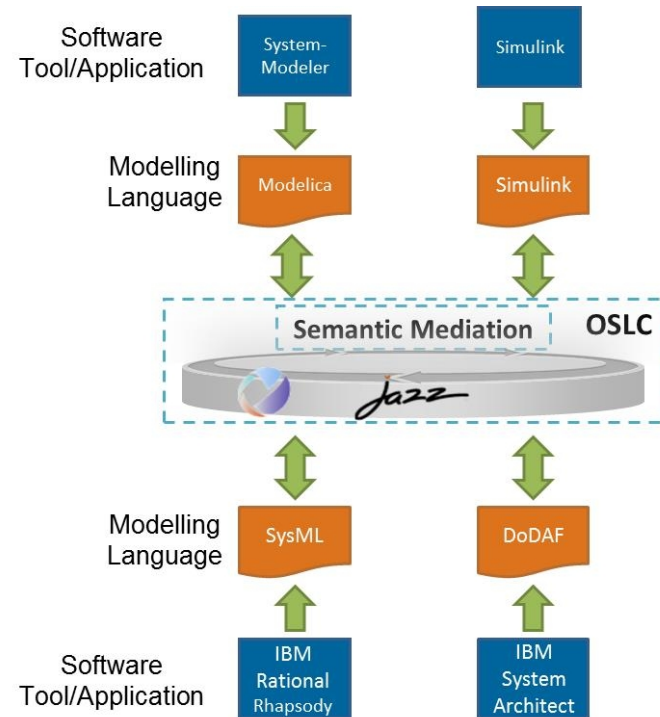 Software
Tool/Application
System-
Modeler
Simulink
Modelling
Language
Modelica
Simulink
Semantic Mediation
OSLC
Jazz
Modelling
Language
SysML
DoDAF
Software
Tool/Application
IBM
Rational
Rhapsody
IBM
System
Architect